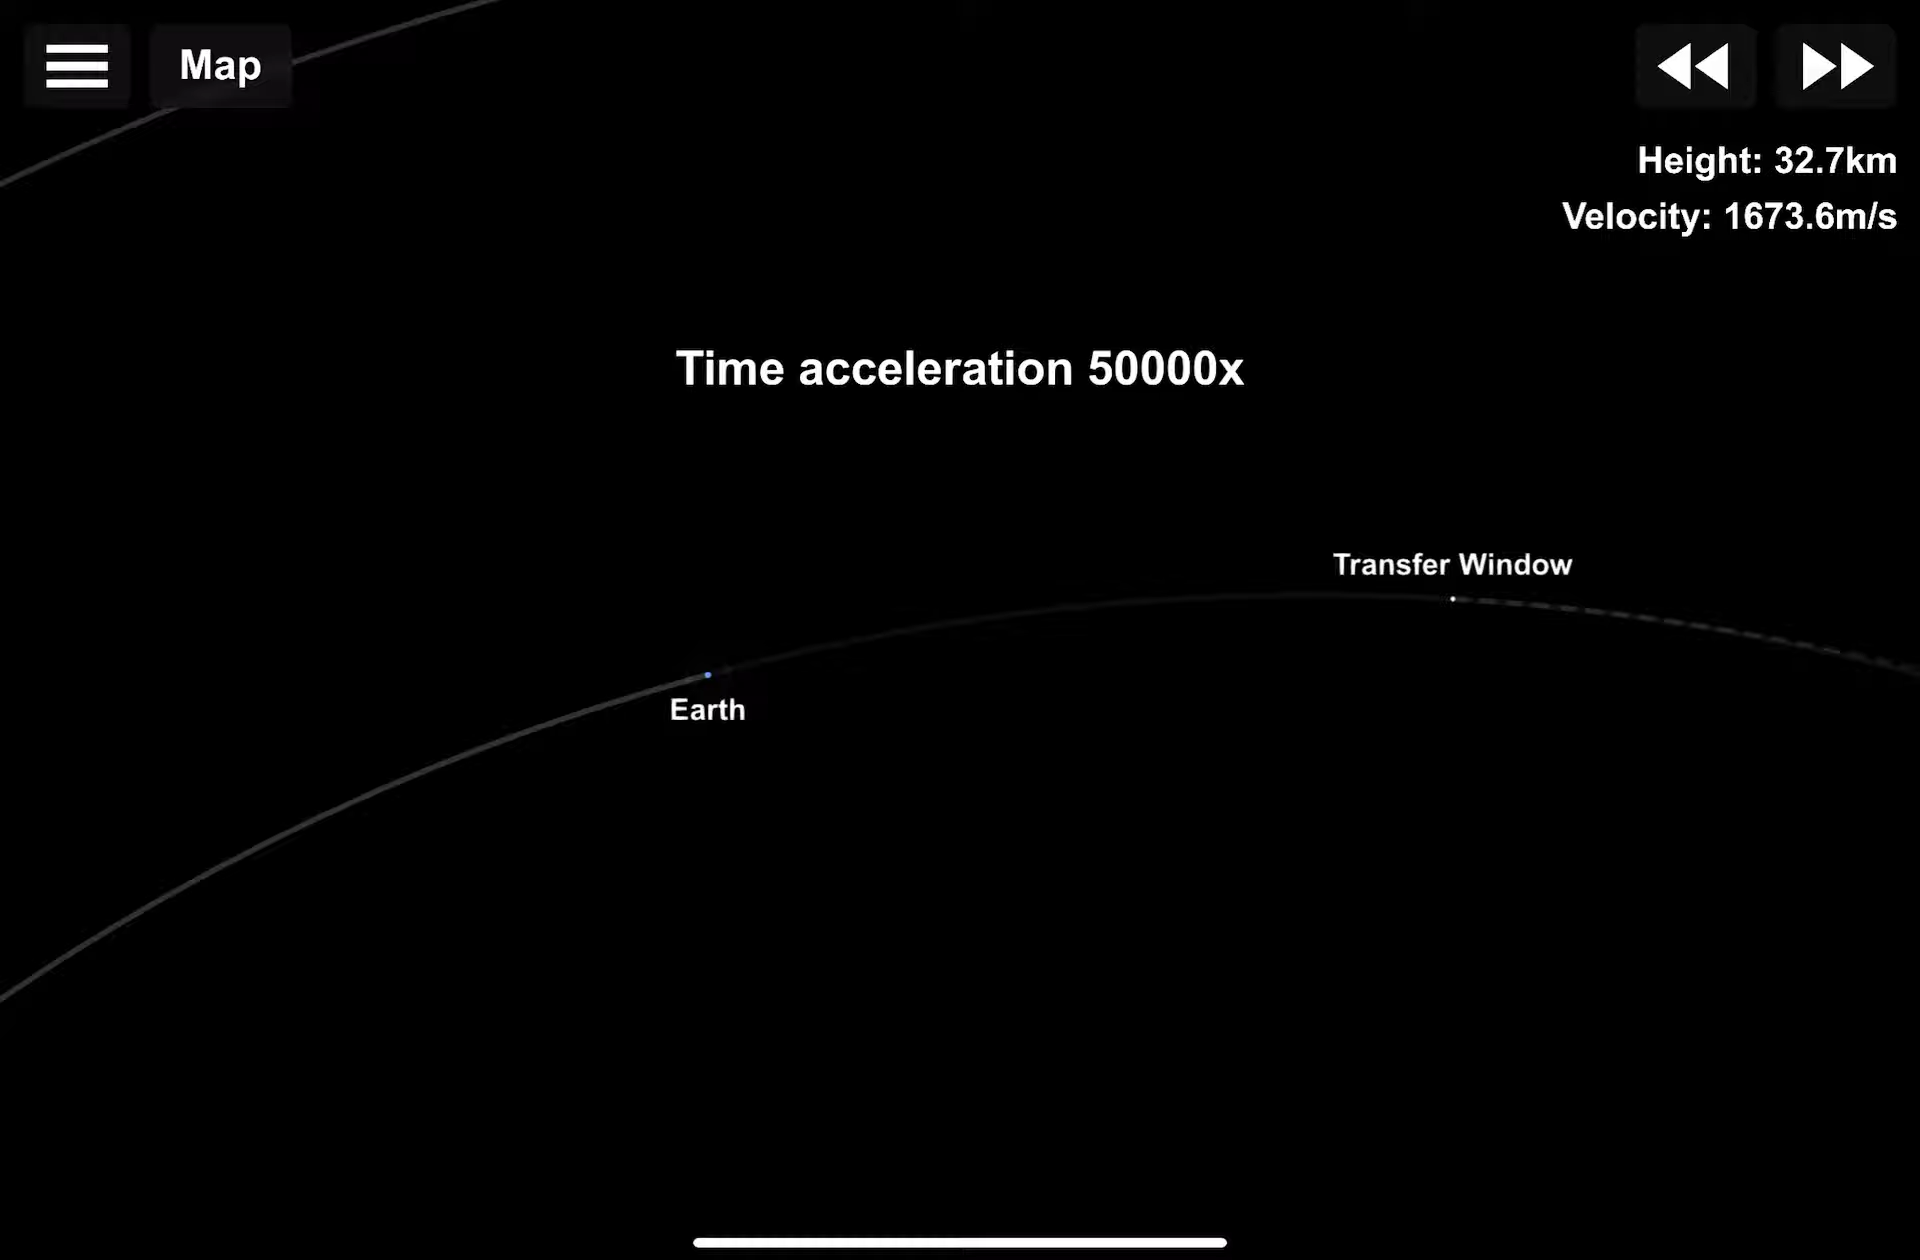 Map
Height: 32.7km
Velocity: 1673.6m/s
Time acceleration 50000x
Transfer Window
Earth